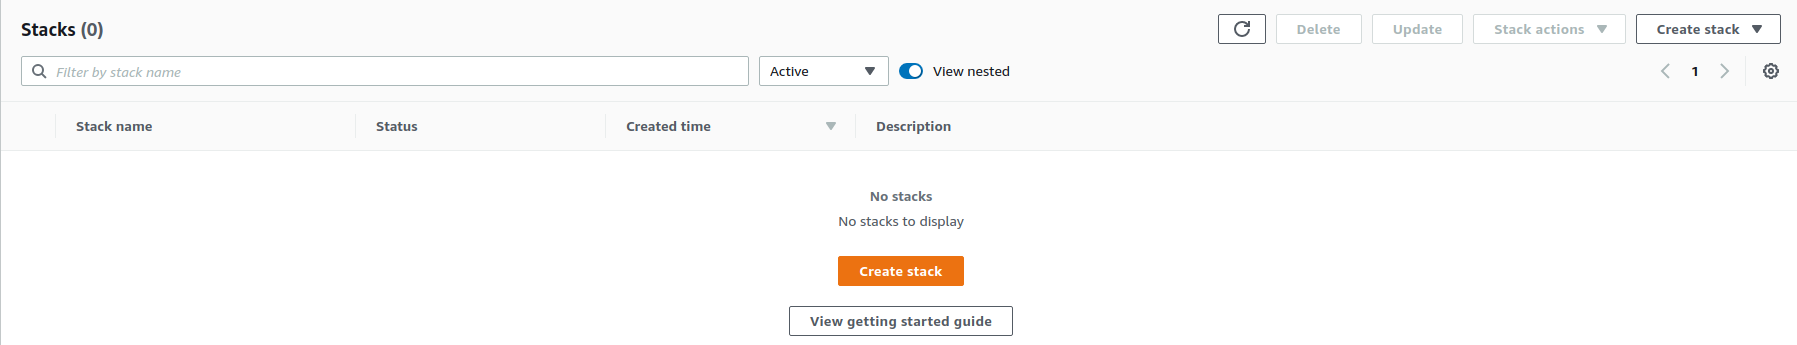 Stacks (0)
Delete
Update
Stack actions
Create stack
Filter by stack name
Active
View nested
1
Stack name
Status
Created time
Description
No stacks
No stacks to display
Create stack
View getting started guide